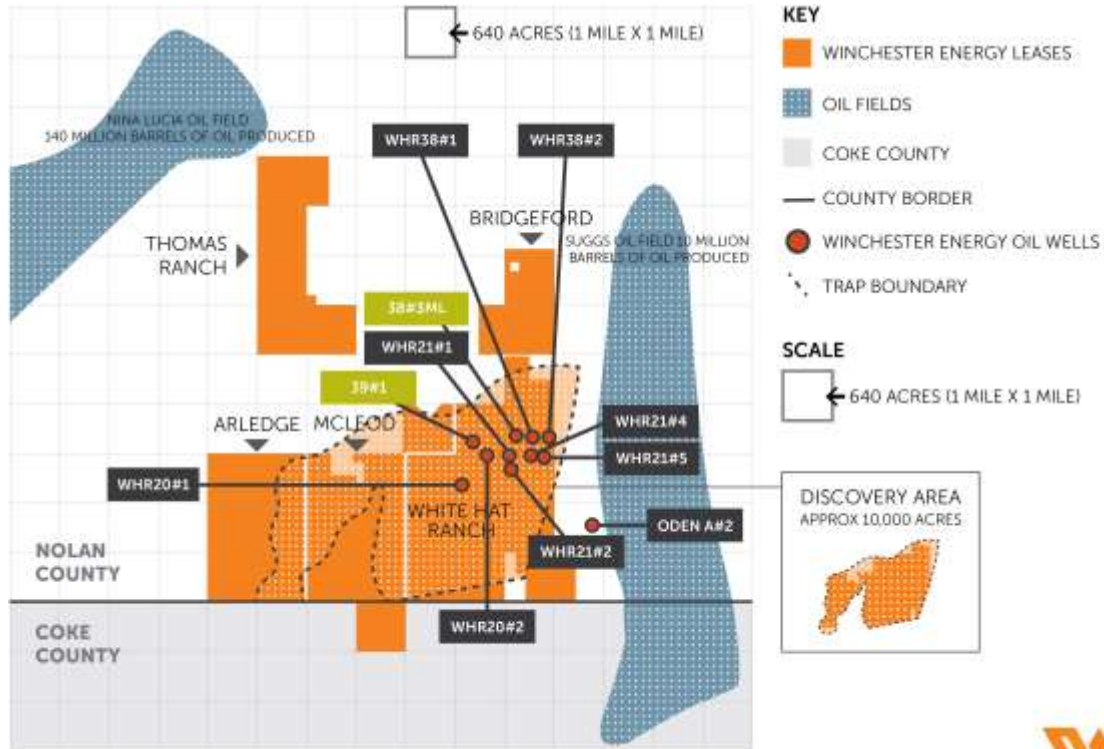 640 ACRES (1 MILE X 1 MILE)
NINA LUCIA OIL FIELD
140 MILLION BARRELS OF OIL PRODUCED
WHR38#1
WHR38#2
THOMAS
RANCH
BRIDGEFORD
SUGGS OIL FIELD 10 MILLION
BARRELS OF OIL PRODUCED
38#3ML
WHR21#1
39#1
ARLEDGE
MCLEOD
WHR21#4
WHR21#5
WHR20#1
WHITE HAT
RANCH
ODEN A#2
WHR21#2
NOLAN
COUNTY
WHR20#2
COKE
COUNTY
KEY
WINCHESTER ENERGY LEASES
OIL FIELDS
COKE COUNTY
COUNTY BORDER
WINCHESTER ENERGY OIL WELLS
TRAP BOUNDARY
SCALE
640 ACRES (1 MILE X 1 MILE)
DISCOVERY AREA
APPROX 10,000 ACRES